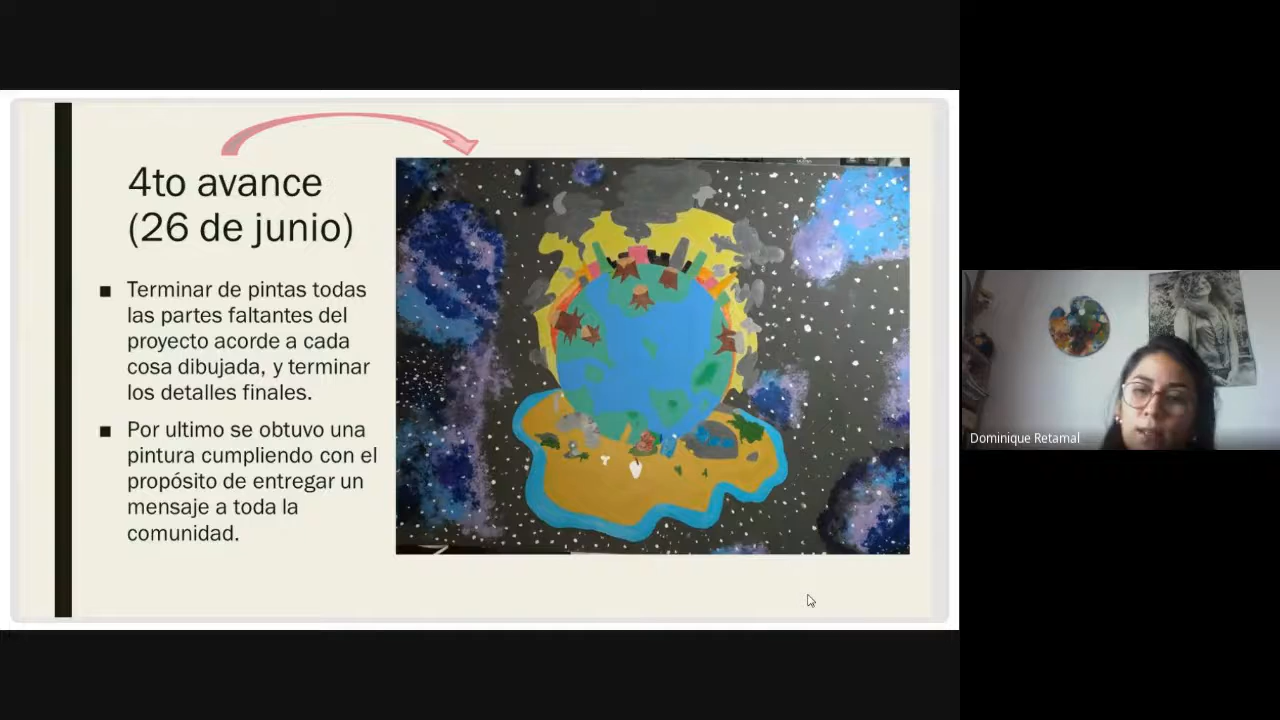 4to avance
(26 de junio)
■ Terminar de pintas todas
las partes faltantes del
proyecto acorde a cada
cosa dibujada, y terminar
los detalles finales.
■ Por ultimo se obtuvo una
pintura cumpliendo con el
propósito de entregar un
mensaje a toda la
comunidad.
Dominique Retamal